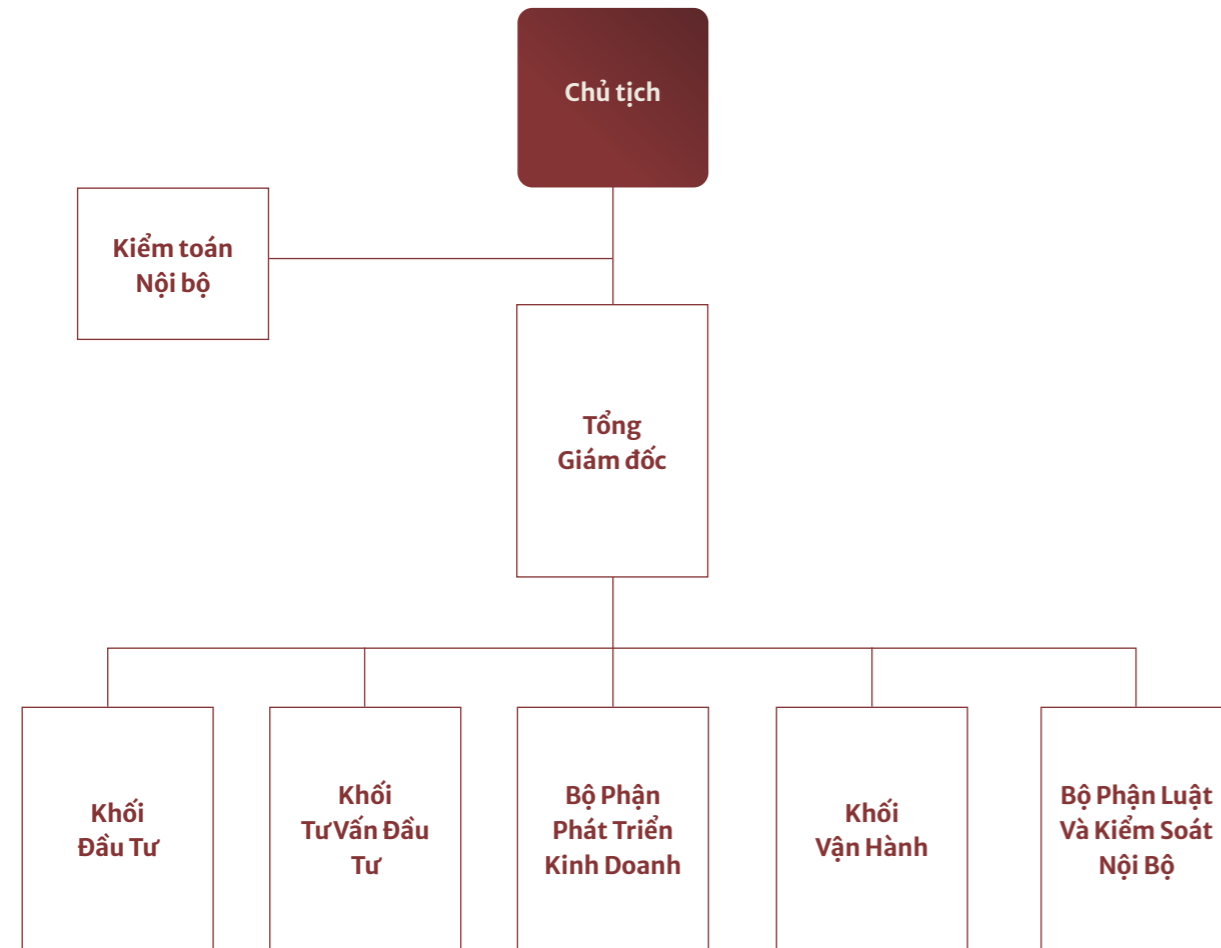 Chủ tịch
Kiểm toán
Nội bộ
Tổng
Giám đốc
Khối
Đầu Tư
Khối
Tư Vấn Đầu
Tư
Bộ Phận
Phát Triển
Kinh Doanh
Khối
Vận Hành
Bộ Phận Luật
Và Kiểm Soát
Nội Bộ